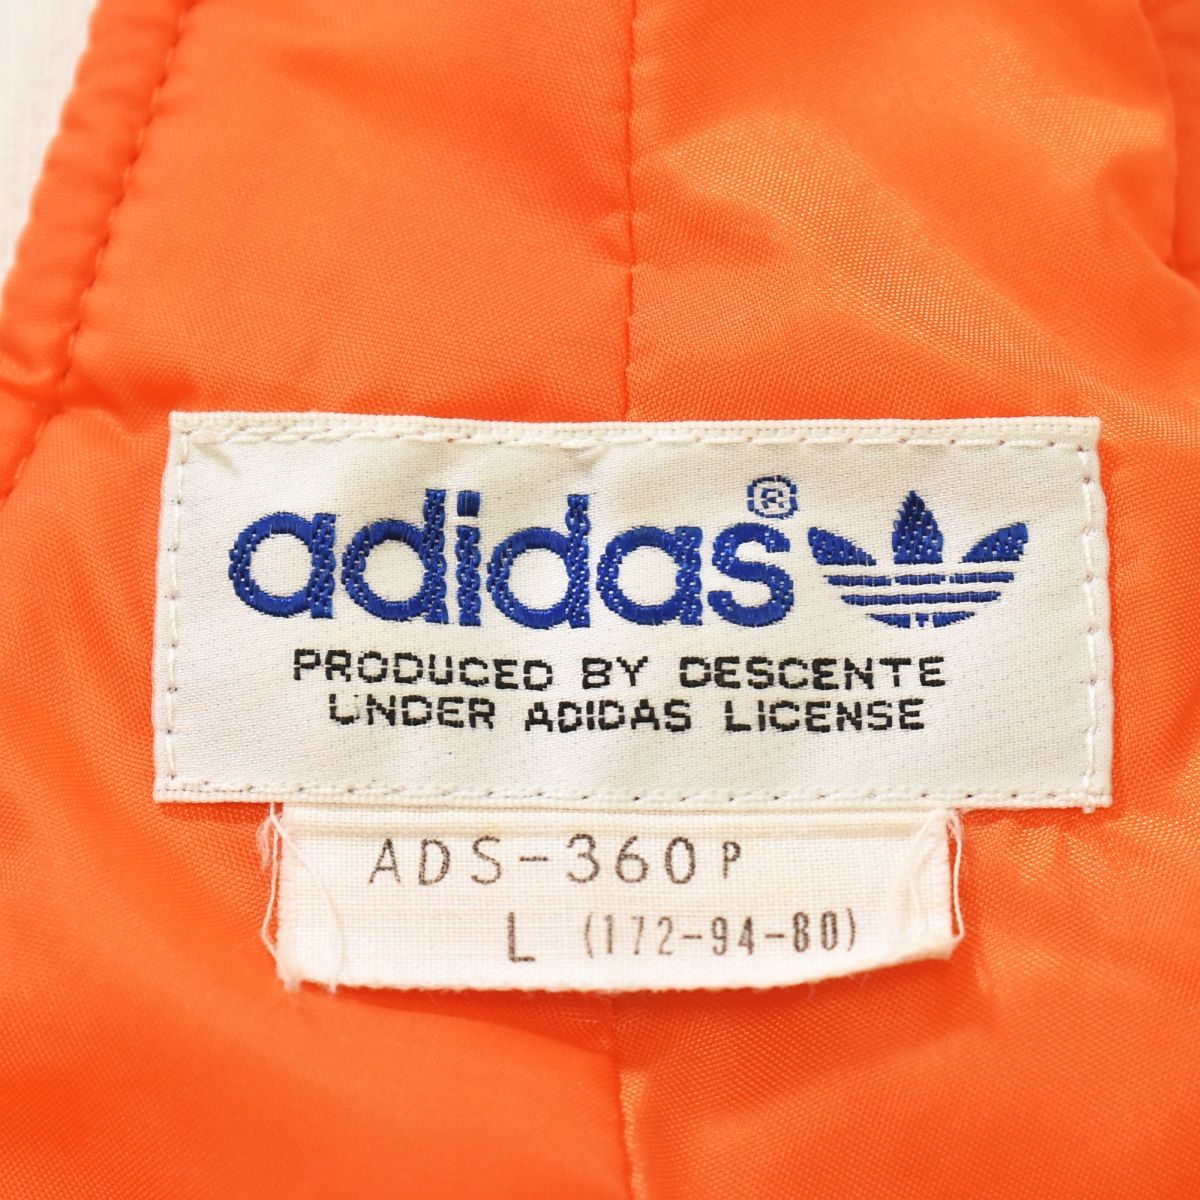 adidas®
PRODUCED BY DESCENTE
UNDER ADIDAS LICENSE
ADS-360P
L (172-94-80)